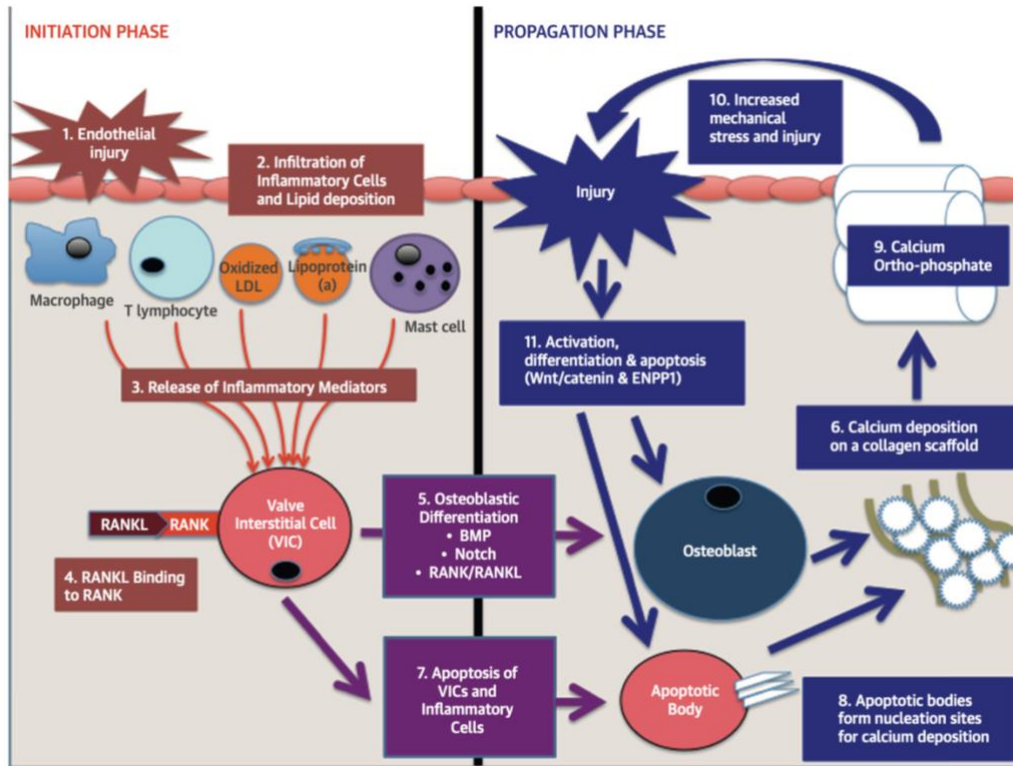 INITIATION PHASE
PROPAGATION PHASE
1. Endothelial
injury
2. Infiltration of
Inflammatory Cells
and Lipid deposition
Macrophage
T lymphocyte
Oxidized
LDL
Lipoprotein
(a)
Mast cell
3. Release of Inflammatory Mediators
Valve
Interstitial Cell
(VIC)
RANKL
RANK
4. RANKL Binding
to RANK
5. Osteoblastic
Differentiation
• BMP
• Notch
• RANK/RANKL
7. Apoptosis of
VICs and
Inflammatory
Cells
10. Increased
mechanical
stress and injury
Injury
9. Calcium
Ortho-phosphate
11. Activation,
differentiation & apoptosis
(Wnt/catenin & ENPP1)
6. Calcium deposition
on a collagen scaffold
Osteoblast
Apoptotic
Body
8. Apoptotic bodies
form nucleation sites
for calcium deposition